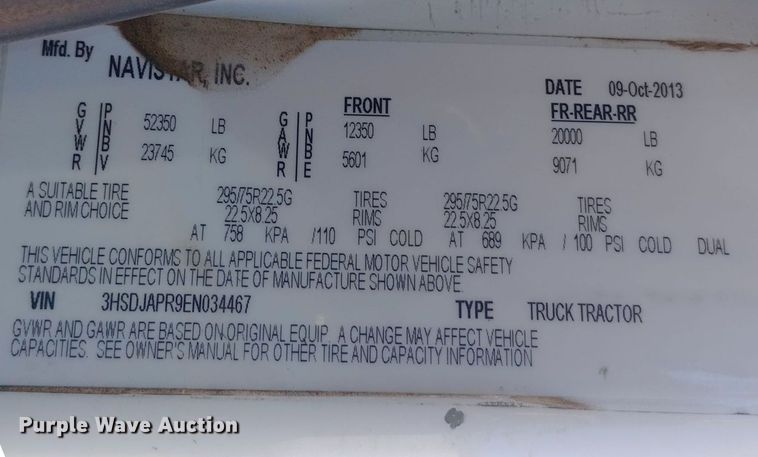 Mfd. By NAVISTAR, INC.
DATE 09-Oct-2013
FRONT FR-REAR-RR
GVWR PNBV 52350 LB GAWR PNBE 12350 LB 20000 LB
23745 KG 5601 KG 9071 KG
A SUITABLE TIRE 295/75R22.5G TIRES 295/75R22.5G TIRES
AND RIM CHOICE 22.5X8.25 RIMS 22.5X8.25 RIMS
AT 758 KPA /110 PSI COLD AT 689 KPA / 100 PSI COLD DUAL
THIS VEHICLE CONFORMS TO ALL APPLICABLE FEDERAL MOTOR VEHICLE SAFETY
STANDARDS IN EFFECT ON THE DATE OF MANUFACTURE SHOWN ABOVE.
VIN 3HSDJAPR9EN034467 TYPE TRUCK TRACTOR
GVWR AND GAWR ARE BASED ON ORIGINAL EQUIP. A CHANGE MAY AFFECT VEHICLE
CAPACITIES. SEE OWNER'S MANUAL FOR OTHER TIRE AND CAPACITY INFORMATION
Purple Wave Auction